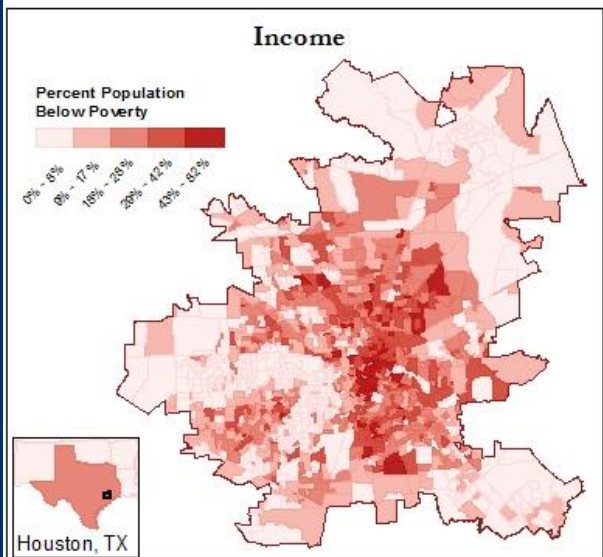 Income
Percent Population
Below Poverty
0% - 8%
9% - 17%
18% - 28%
29% - 42%
43% - 82%
Houston, TX